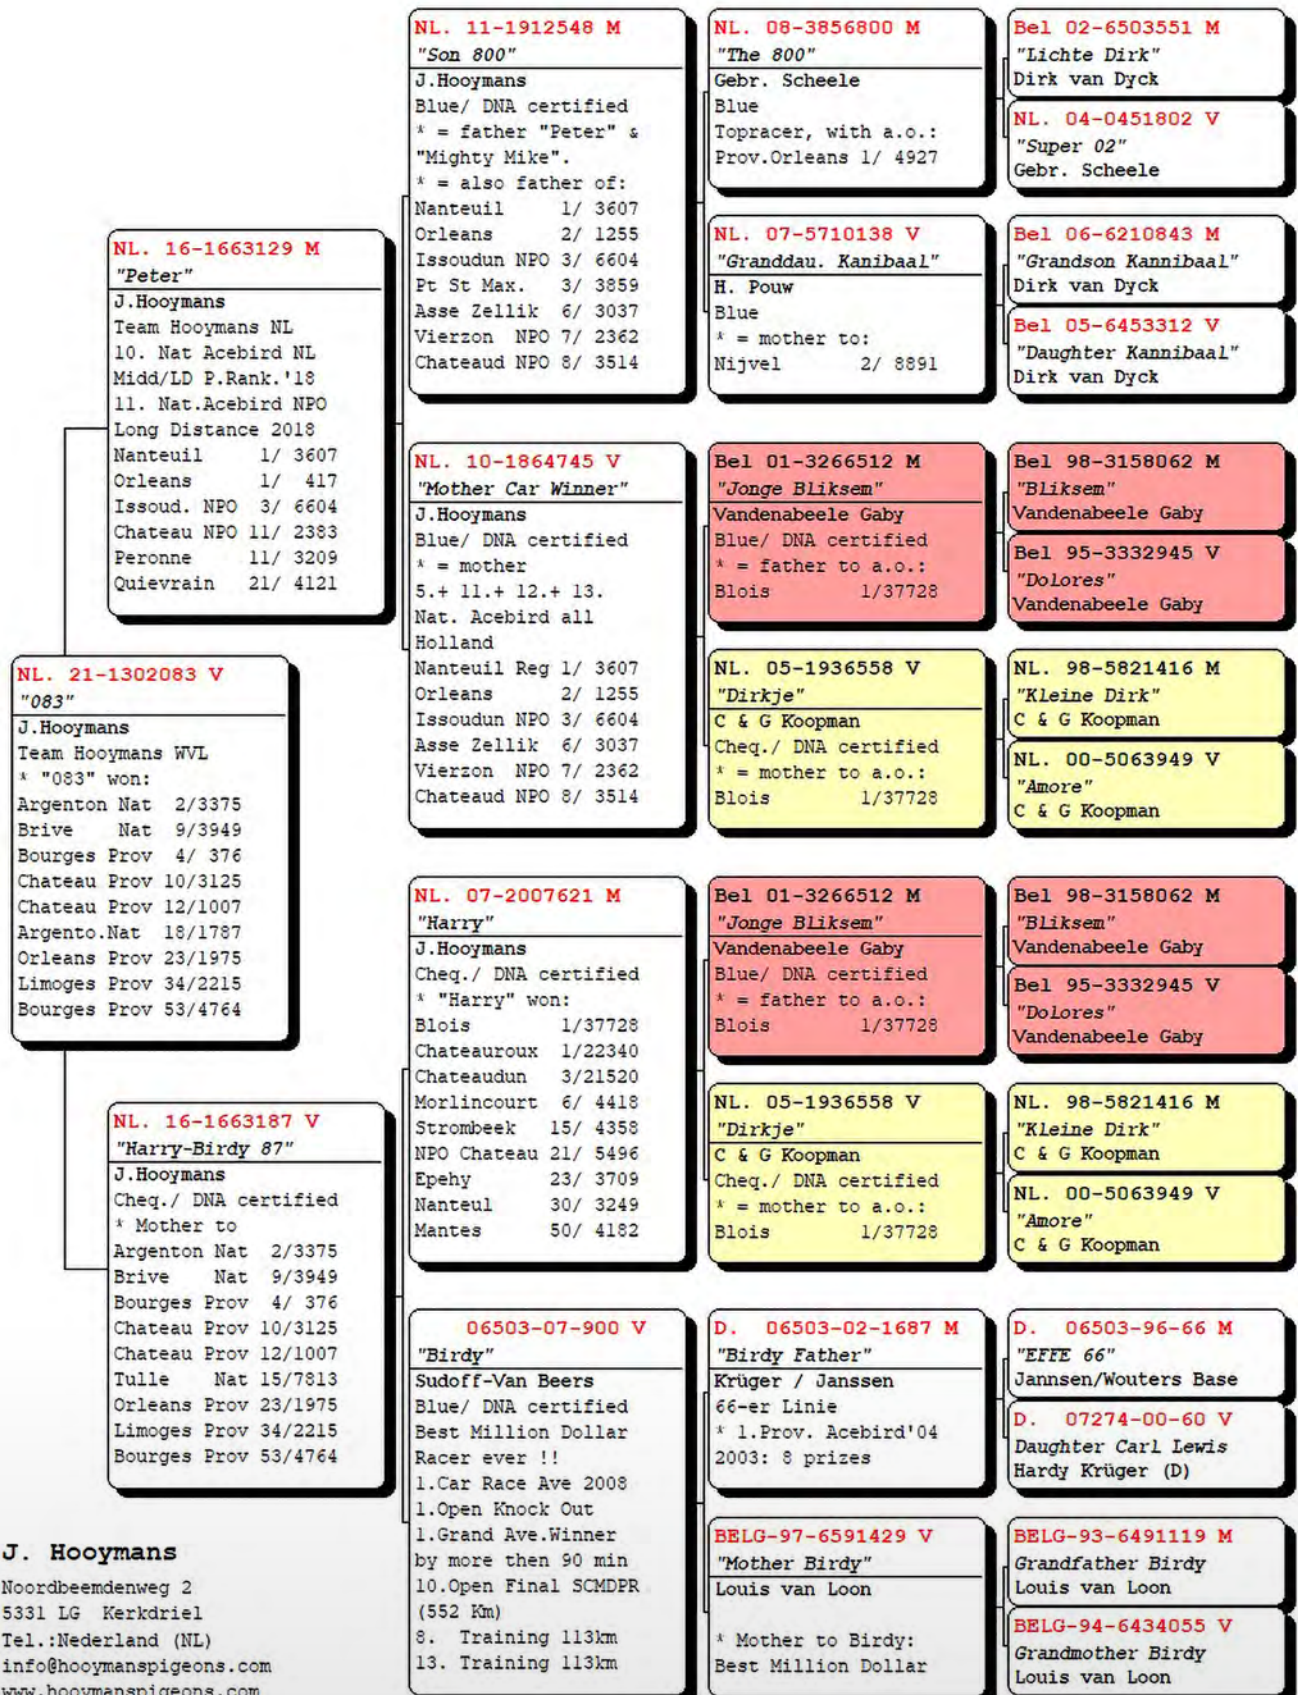 NL. 21-1302083 V
"083"
J.Hooymans
Team Hooymans WVL
* "083" won:
Argenton Nat 2/3375
Brive Nat 9/3949
Bourges Prov 4/ 376
Chateau Prov 10/3125
Chateau Prov 12/1007
Argento.Nat 18/1787
Orleans Prov 23/1975
Limoges Prov 34/2215
Bourges Prov 53/4764
NL. 16-1663129 M
"Peter"
J.Hooymans
Team Hooymans NL
10. Nat Acebird NL
Midd/LD P.Rank.'18
11. Nat.Acebird NPO
Long Distance 2018
Nanteuil 1/ 3607
Orleans 1/ 417
Issoud. NPO 3/ 6604
Chateau NPO 11/ 2383
Peronne 11/ 3209
Quievrain 21/ 4121
NL. 16-1663187 V
"Harry-Birdy 87"
J.Hooymans
Cheq./ DNA certified
* Mother to
Argenton Nat 2/3375
Brive Nat 9/3949
Bourges Prov 4/ 376
Chateau Prov 10/3125
Chateau Prov 12/1007
Tulle Nat 15/7813
Orleans Prov 23/1975
Limoges Prov 34/2215
Bourges Prov 53/4764
NL. 11-1912548 M
"Son 800"
J.Hooymans
Blue/ DNA certified
* = father "Peter" &
"Mighty Mike".
* = also father of:
Nanteuil 1/ 3607
Orleans 2/ 1255
Issoudun NPO 3/ 6604
Pt St Max. 3/ 3859
Asse Zellik 6/ 3037
Vierzon NPO 7/ 2362
Chateaud NPO 8/ 3514
NL. 10-1864745 V
"Mother Car Winner"
J.Hooymans
Blue/ DNA certified
* = mother
5.+ 11.+ 12.+ 13.
Nat. Acebird all
Holland
Nanteuil Reg 1/ 3607
Orleans 2/ 1255
Issoudun NPO 3/ 6604
Asse Zellik 6/ 3037
Vierzon NPO 7/ 2362
Chateaud NPO 8/ 3514
NL. 07-2007621 M
"Harry"
J.Hooymans
Cheq./ DNA certified
* "Harry" won:
Blois 1/37728
Chateauroux 1/22340
Chateaudun 3/21520
Morlincourt 6/ 4418
Strombeek 15/ 4358
NPO Chateau 21/ 5496
Epehy 23/ 3709
Nanteul 30/ 3249
Mantes 50/ 4182
06503-07-900 V
"Birdy"
Sudoff-Van Beers
Blue/ DNA certified
Best Million Dollar
Racer ever !!
1.Car Race Ave 2008
1.Open Knock Out
1.Grand Ave.Winner
by more then 90 min
10.Open Final SCMDPR
(552 Km)
8. Training 113km
13. Training 113km
NL. 08-3856800 M
"The 800"
Gebr. Scheele
Blue
Topracer, with a.o.:
Prov.Orleans 1/ 4927
NL. 07-5710138 V
"Granddau. Kanibaal"
H. Pouw
Blue
* = mother to:
Nijvel 2/ 8891
Bel 01-3266512 M
"Jonge Bliksem"
Vandenabeele Gaby
Blue/ DNA certified
* = father to a.o.:
Blois 1/37728
NL. 05-1936558 V
"Dirkje"
C & G Koopman
Cheq./ DNA certified
* = mother to a.o.:
Blois 1/37728
Bel 01-3266512 M
"Jonge Bliksem"
Vandenabeele Gaby
Blue/ DNA certified
* = father to a.o.:
Blois 1/37728
NL. 05-1936558 V
"Dirkje"
C & G Koopman
Cheq./ DNA certified
* = mother to a.o.:
Blois 1/37728
D. 06503-02-1687 M
"Birdy Father"
Krüger / Janssen
66-er Linie
* 1.Prov. Acebird'04
2003: 8 prizes
BELG-97-6591429 V
"Mother Birdy"
Louis van Loon
* Mother to Birdy:
Best Million Dollar
Bel 02-6503551 M
"Lichte Dirk"
Dirk van Dyck
NL. 04-0451802 V
"Super 02"
Gebr. Scheele
Bel 06-6210843 M
"Grandson Kannibaal"
Dirk van Dyck
Bel 05-6453312 V
"Daughter Kannibaal"
Dirk van Dyck
Bel 98-3158062 M
"Bliksem"
Vandenabeele Gaby
Bel 95-3332945 V
"Dolores"
Vandenabeele Gaby
NL. 98-5821416 M
"Kleine Dirk"
C & G Koopman
NL. 00-5063949 V
"Amore"
C & G Koopman
Bel 98-3158062 M
"Bliksem"
Vandenabeele Gaby
Bel 95-3332945 V
"Dolores"
Vandenabeele Gaby
NL. 98-5821416 M
"Kleine Dirk"
C & G Koopman
NL. 00-5063949 V
"Amore"
C & G Koopman
D. 06503-96-66 M
"EFFE 66"
Jannsen/Wouters Base
D. 07274-00-60 V
Daughter Carl Lewis
Hardy Krüger (D)
BELG-93-6491119 M
Grandfather Birdy
Louis van Loon
BELG-94-6434055 V
Grandmother Birdy
Louis van Loon
J. Hooymans
Noordbeemdenweg 2
5331 LG Kerkdriel
Tel.:Nederland (NL)
info@hooymanspigeons.com
www.hooymanspigeons.com